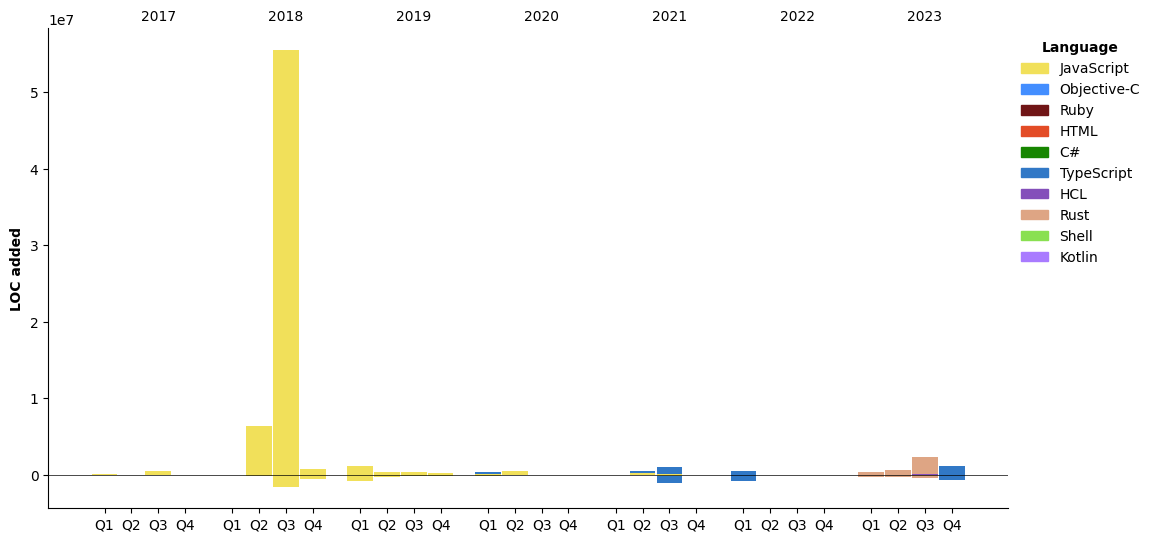 1e7
2017 2018 2019 2020 2021 2022 2023
LOC added
5
4
3
2
1
0
Q1 Q2 Q3 Q4 Q1 Q2 Q3 Q4 Q1 Q2 Q3 Q4 Q1 Q2 Q3 Q4 Q1 Q2 Q3 Q4 Q1 Q2 Q3 Q4 Q1 Q2 Q3 Q4
Language
JavaScript
Objective-C
Ruby
HTML
C#
TypeScript
HCL
Rust
Shell
Kotlin